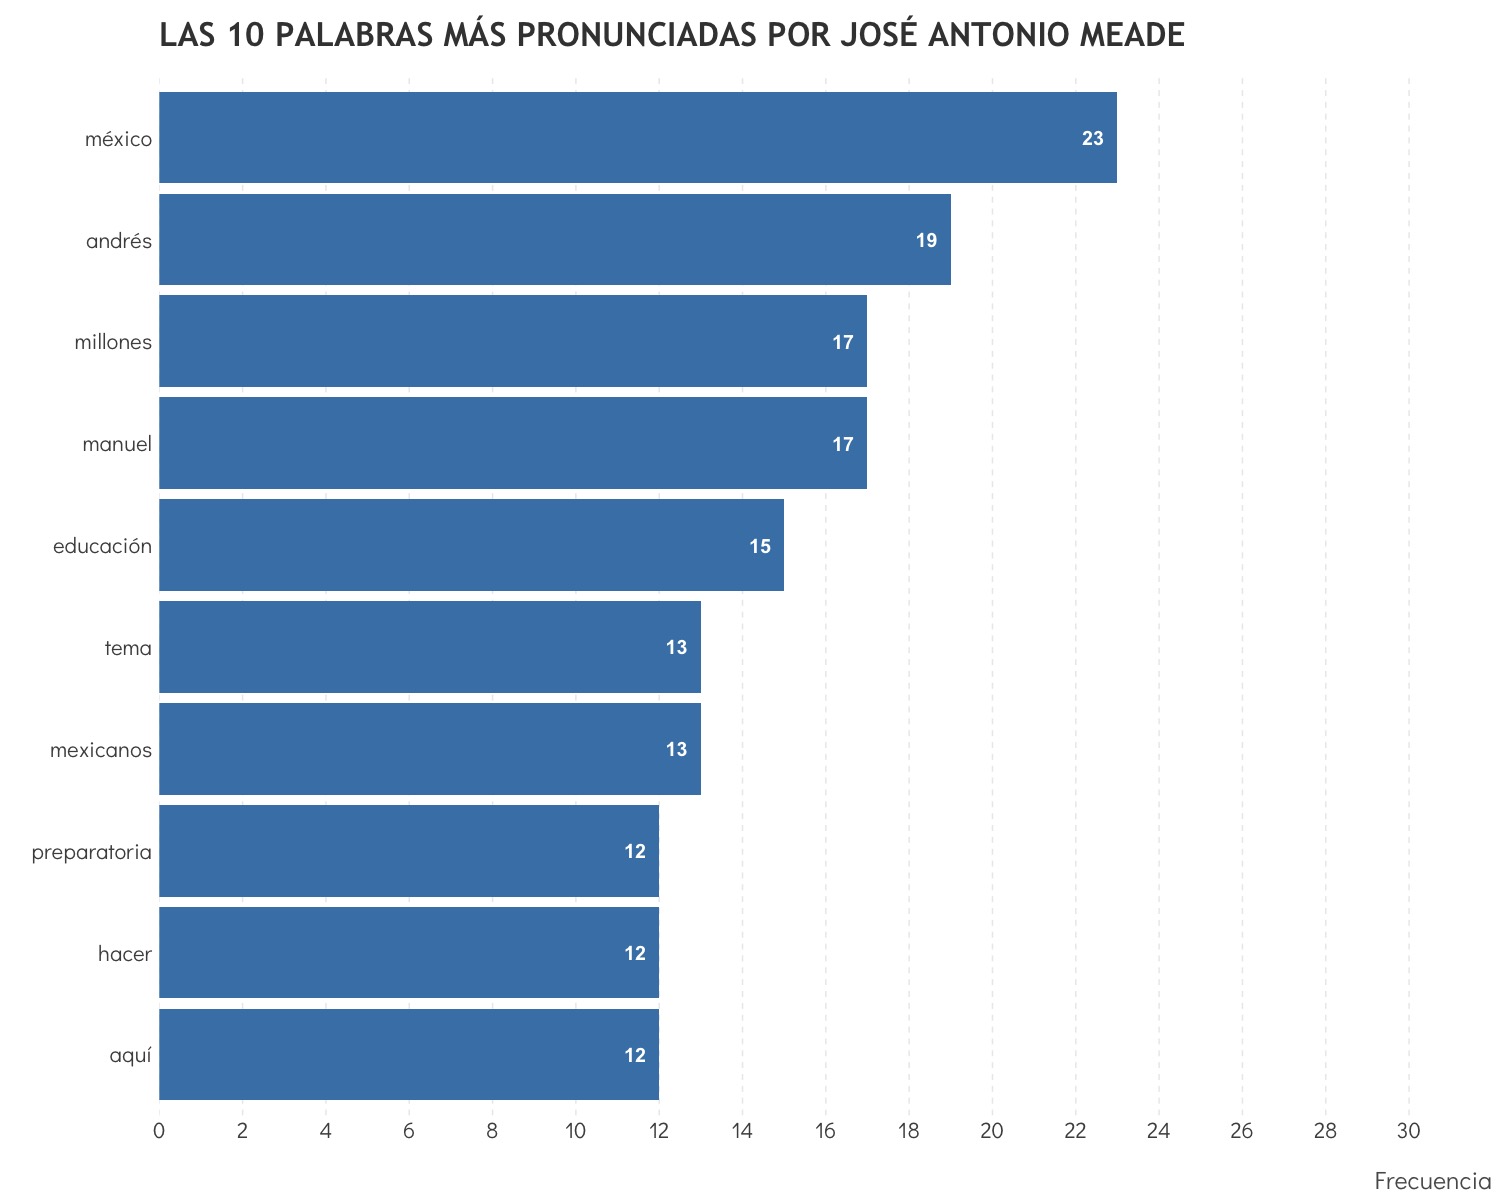 LAS 10 PALABRAS MÁS PRONUNCIADAS POR JOSÉ ANTONIO MEADE
méxico 23
andrés 19
millones 17
manuel 17
educación 15
tema 13
mexicanos 13
preparatoria 12
hacer 12
aquí 12
0 2 4 6 8 10 12 14 16 18 20 22 24 26 28 30
Frecuencia